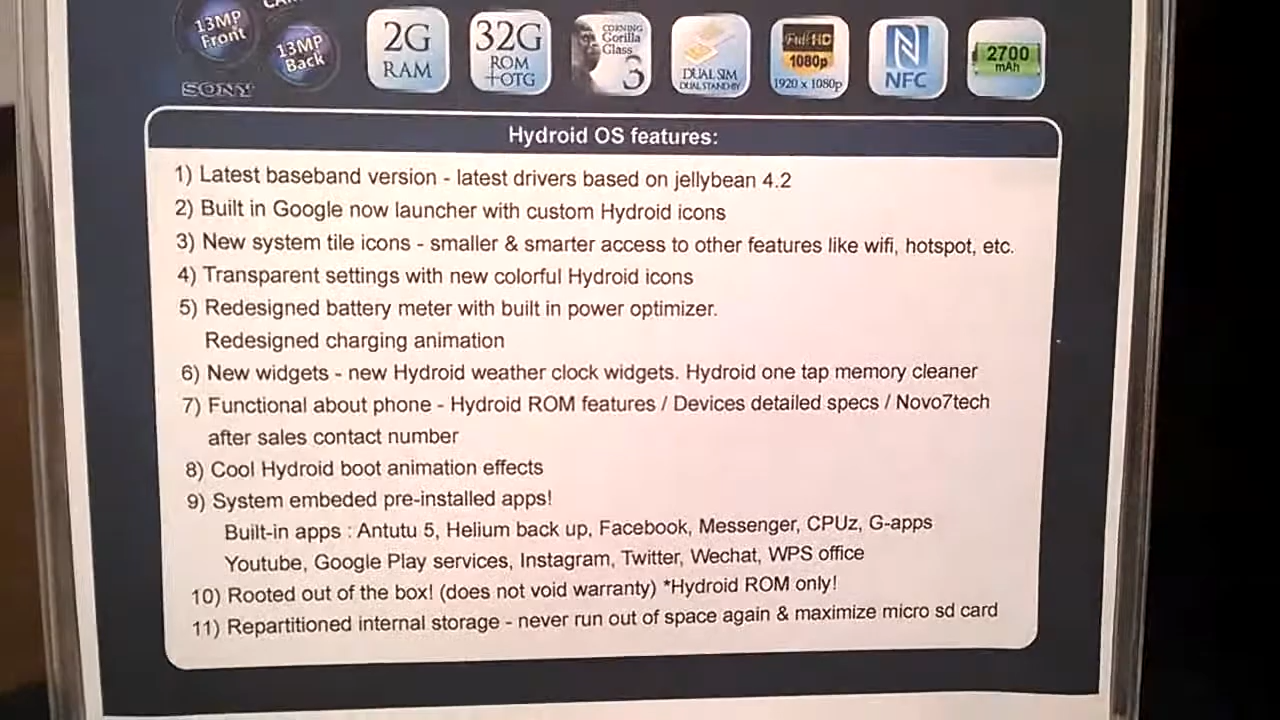 13MP
Front
13MP
Back
SONY
2G
RAM
32G
ROM
+OTG
CORNING
Gorilla
Glass
3
DUAL SIM
DUAL STANDBY
Full HD
1080p
1920 x 1080p
N
NFC
2700
mAh
Hydroid OS features:
1) Latest baseband version - latest drivers based on jellybean 4.2
2) Built in Google now launcher with custom Hydroid icons
3) New system tile icons - smaller & smarter access to other features like wifi, hotspot, etc.
4) Transparent settings with new colorful Hydroid icons
5) Redesigned battery meter with built in power optimizer.
Redesigned charging animation
6) New widgets - new Hydroid weather clock widgets. Hydroid one tap memory cleaner
7) Functional about phone - Hydroid ROM features / Devices detailed specs / Novo7tech
after sales contact number
8) Cool Hydroid boot animation effects
9) System embeded pre-installed apps!
Built-in apps : Antutu 5, Helium back up, Facebook, Messenger, CPUz, G-apps
Youtube, Google Play services, Instagram, Twitter, Wechat, WPS office
10) Rooted out of the box! (does not void warranty) *Hydroid ROM only!
11) Repartitioned internal storage - never run out of space again & maximize micro sd card